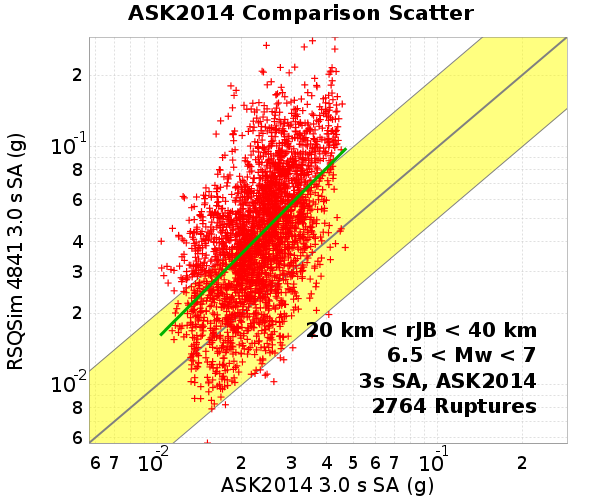 ASK2014 Comparison Scatter
RSQSim 4841 3.0 s SA (g)
2
10^-1
8
6
4
3
2
10^-2
8
6
20 km < rJB < 40 km
6.5 < Mw < 7
3s SA, ASK2014
2764 Ruptures
6 7 10^-2 2 3 4 5 6 7 10^-1 2
ASK2014 3.0 s SA (g)